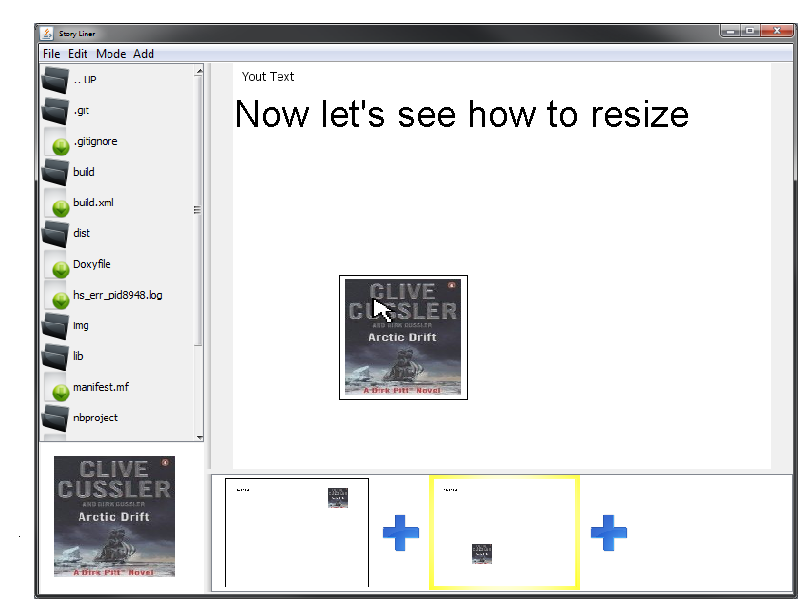 Story Liner
File Edit Mode Add
.. UP
.git
.gitignore
build
build.xml
dist
Doxyfile
hs_err_pid8948.log
img
lib
manifest.mf
nbproject
Yout Text
Now let's see how to resize
CLIVE
CUSSLER
AND DIRK CUSSLER
Arctic Drift
A Dirk Pitt Novel
CLIVE
CUSSLER
AND DIRK CUSSLER
Arctic Drift
A Dirk Pitt Novel